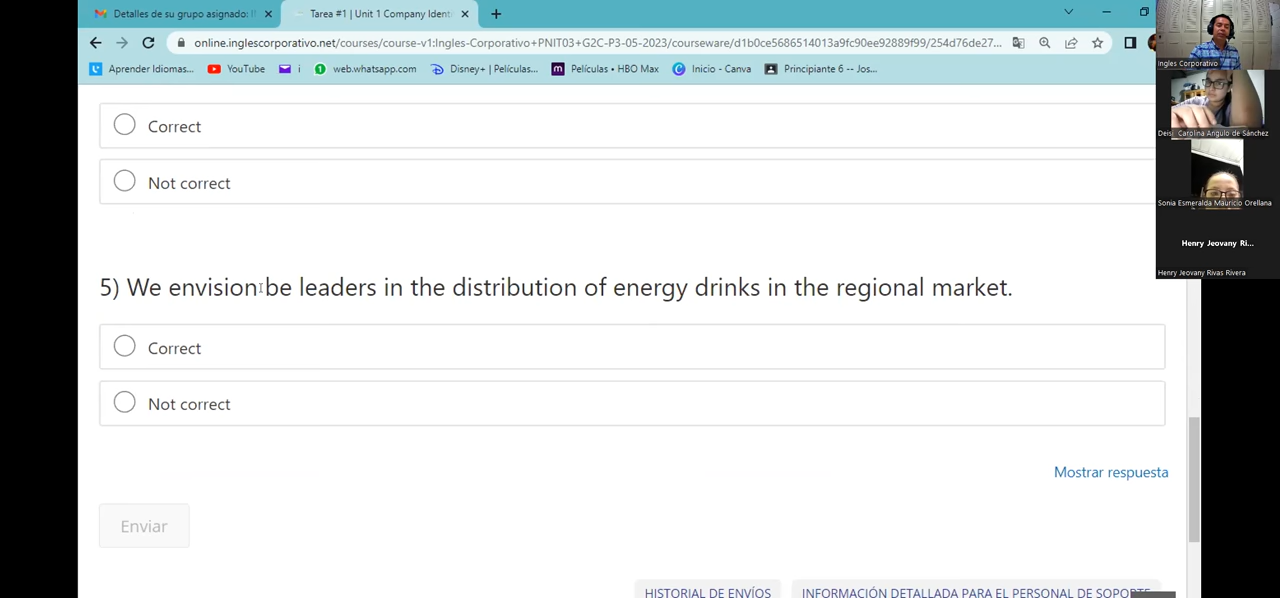 Detalles de su grupo asignado: I
Tarea #1 | Unit 1 Company Ident
online.inglescorporativo.net/courses/course-v1:Ingles-Corporativo+PNIT03+G2C-P3-05-2023/courseware/d1b0ce5686514013a9fc90ee92889f99/254d76de27...
Aprender Idiomas... YouTube i web.whatsapp.com Disney+ | Películas... Películas • HBO Max Inicio - Canva Principiante 6 -- Jos...
Ingles Corporativo
Deisi Carolina Angulo de Sánchez
Sonia Esmeralda Mauricio Orellana
Henry Jeovany Ri...
Henry Jeovany Rivas Rivera
Correct
Not correct
5) We envision be leaders in the distribution of energy drinks in the regional market.
Correct
Not correct
Mostrar respuesta
Enviar
HISTORIAL DE ENVÍOS
INFORMACIÓN DETALLADA PARA EL PERSONAL DE SOPORTE